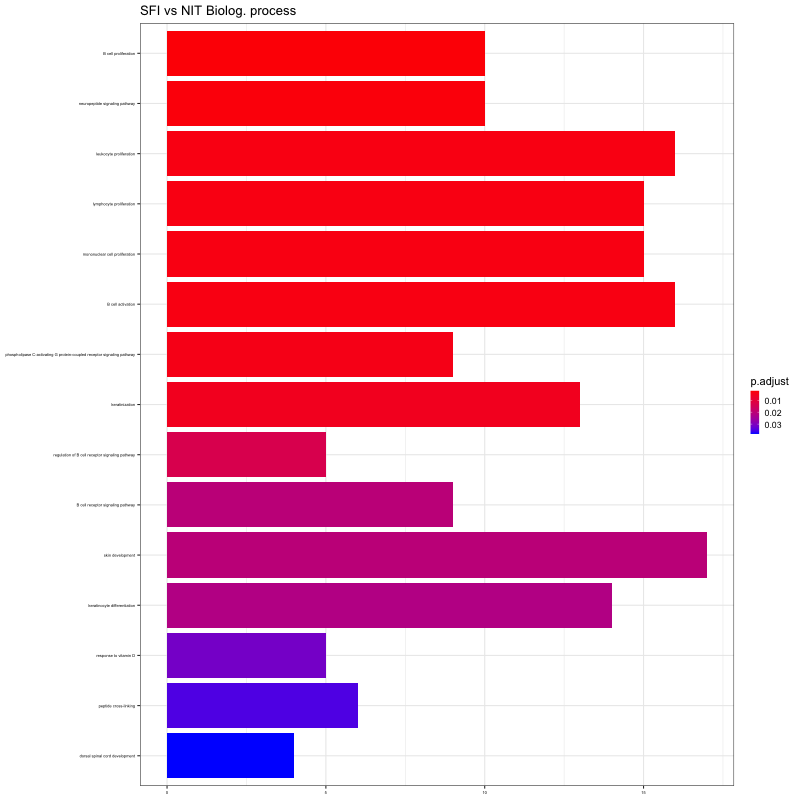 SFI vs NIT Biolog. process
B cell proliferation
neuropeptide signaling pathway
leukocyte proliferation
lymphocyte proliferation
mononuclear cell proliferation
B cell activation
phospholipase C-activating G protein-coupled receptor signaling pathway
keratinization
regulation of B cell receptor signaling pathway
B cell receptor signaling pathway
skin development
keratinocyte differentiation
response to vitamin D
peptide cross-linking
dorsal spinal cord development
0 5 10 15
p.adjust
0.01
0.02
0.03